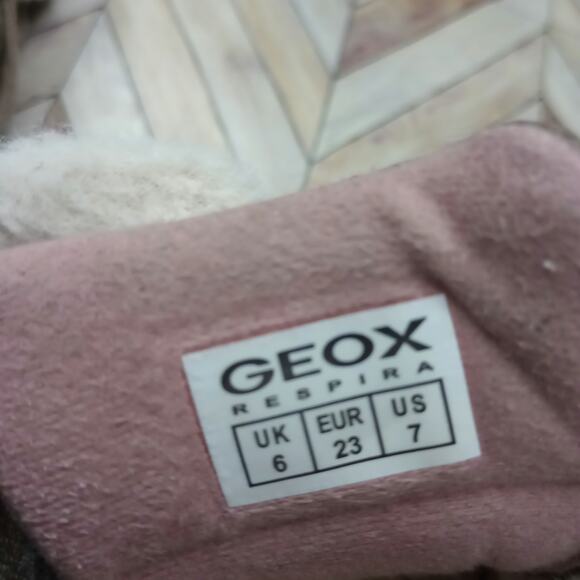 GEOX
RESPIRA
UK EUR US
6 23 7